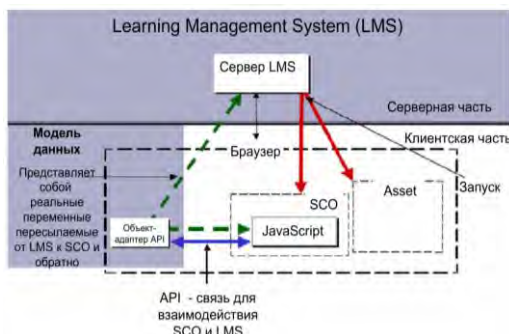 Learning Management System (LMS)
Сервер LMS
Серверная часть
Клиентская часть
Модель
данных
Представляет
собой
реальные
переменные
пересылаемые
от LMS к SCO и
обратно
Браузер
Запуск
Asset
SCO
Объект-
адаптер API
JavaScript
API - связь для
взаимодействия
SCO и LMS